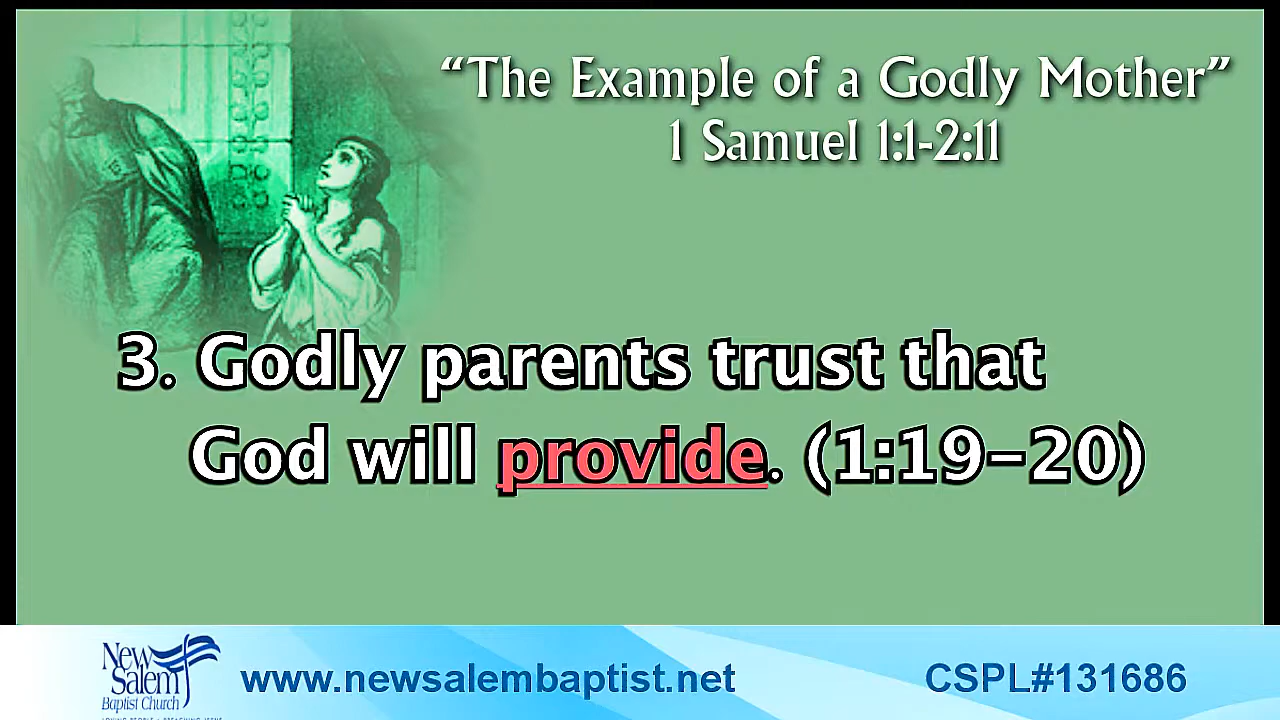 “The Example of a Godly Mother”
1 Samuel 1:1-2:11
3. Godly parents trust that
God will provide. (1:19–20)
New
Salem
Baptist Church
www.newsalembaptist.net
CSPL#131686